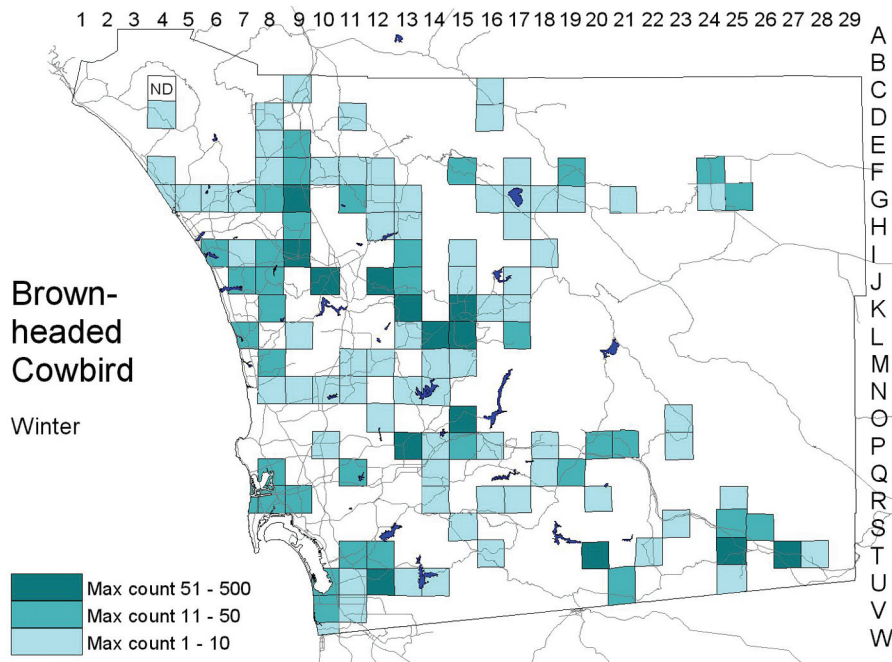 1 2 3 4 5 6 7 8 9 10 11 12 13 14 15 16 17 18 19 20 21 22 23 24 25 26 27 28 29
A
B
C
D
E
F
G
H
I
J
K
L
M
N
O
P
Q
R
S
T
U
V
W
ND
Brown-
headed
Cowbird
Winter
Max count 51 - 500
Max count 11 - 50
Max count 1 - 10